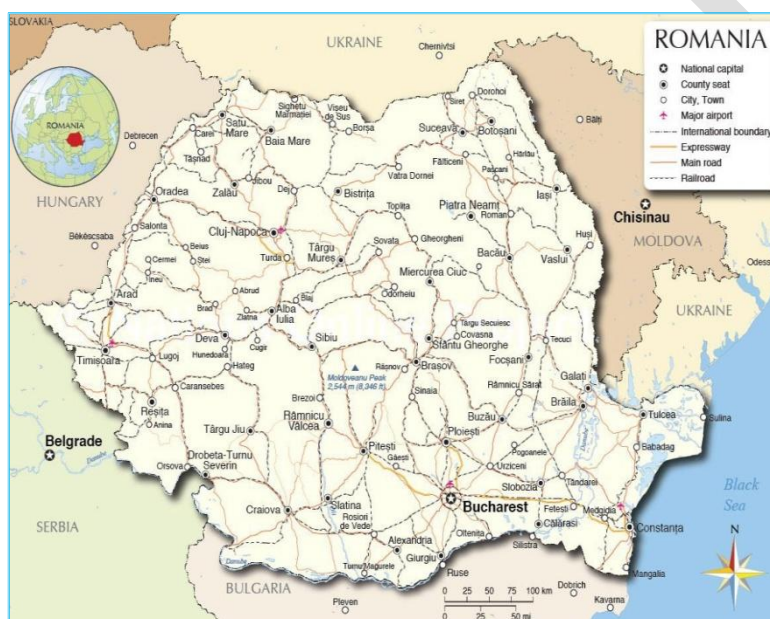 SLOVAKIA
UKRAINE
Chernivtsi
ROMANIA
National capital
County seat
City, Town
Major airport
International boundary
Expressway
Main road
Railroad
ROMANIA
Debrecen
HUNGARY
Békéscsaba
Satu
Mare
Carei
Tășnad
Sighetu
Marmației
Vișeu
de Sus
Borșa
Baia Mare
Siret
Dorohoi
Suceava
Botoșani
Bălți
Fălticeni
Hârlău
Pașcani
Vatra Dornei
Oradea
Zalău
Jibou
Dej
Bistrița
Iași
Chisinau
MOLDOVA
Toplița
Piatra Neamț
Roman
Salonta
Cluj-Napoca
Gheorgheni
Huși
Beiuș
Ștei
Cermei
Ineu
Turda
Târgu
Mureș
Sovata
Bacău
Vaslui
Odess
Miercurea Ciuc
UKRAINE
Arad
Brad
Abrud
Zlatna
Alba
Iulia
Blaj
Odorheiu
Târgu Secuiesc
Covasna
Sfântu Gheorghe
Tecuci
Timișoara
Deva
Hunedoara
Cugir
Sibiu
Focșani
Lugoj
Hațeg
Moldoveanu Peak
2,544 m (8,346 ft)
Râșnov
Brașov
Galați
Caransebeș
Brezoi
Sinaia
Râmnicu Sărat
Brăila
Tulcea
Sulina
Reșița
Anina
Târgu Jiu
Râmnicu
Vâlcea
Ploiești
Buzău
Belgrade
Danube
Pitești
Pogoanele
Babadag
Orșova
Drobeta-Turnu
Severin
Găești
Urziceni
Țăndărei
Slobozia
Danube
Black
Sea
SERBIA
Craiova
Slatina
Bucharest
Fetești
Medgidia
Roșiori
de Vede
Călărași
Constanța
N
Alexandria
Oltenița
Silistra
Danube
Giurgiu
Turnu Magurele
Ruse
Mangalia
BULGARIA
Pleven
0 25 50 75 100 km
0 50 mi
Dobrich
Kavarna